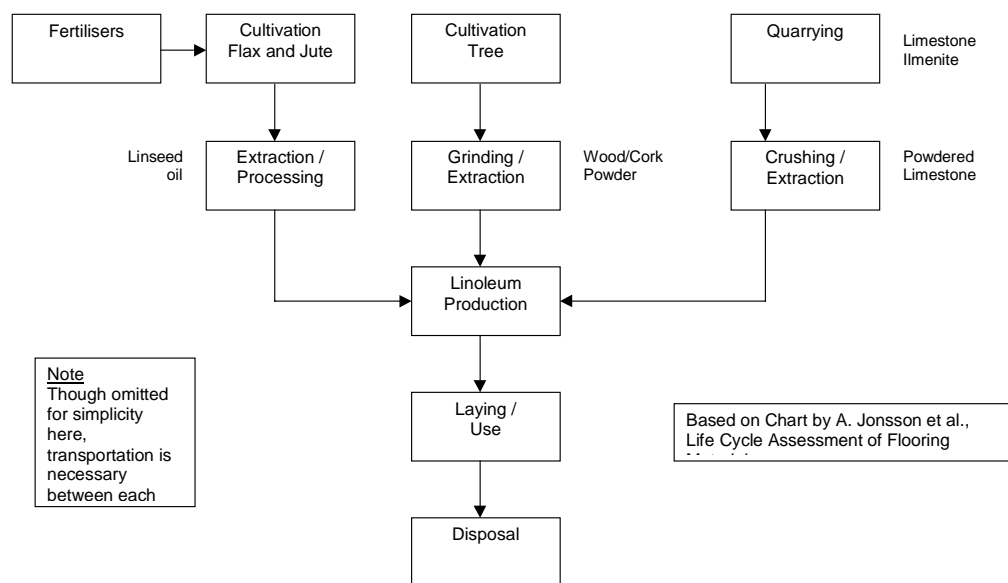 Fertilisers
Cultivation
Flax and Jute
Cultivation
Tree
Quarrying
Limestone
Ilmenite
Linseed
oil
Extraction /
Processing
Grinding /
Extraction
Wood/Cork
Powder
Crushing /
Extraction
Powdered
Limestone
Linoleum
Production
Note
Though omitted
for simplicity
here,
transportation is
necessary
between each
Laying /
Use
Based on Chart by A. Jonsson et al.,
Life Cycle Assessment of Flooring
Disposal